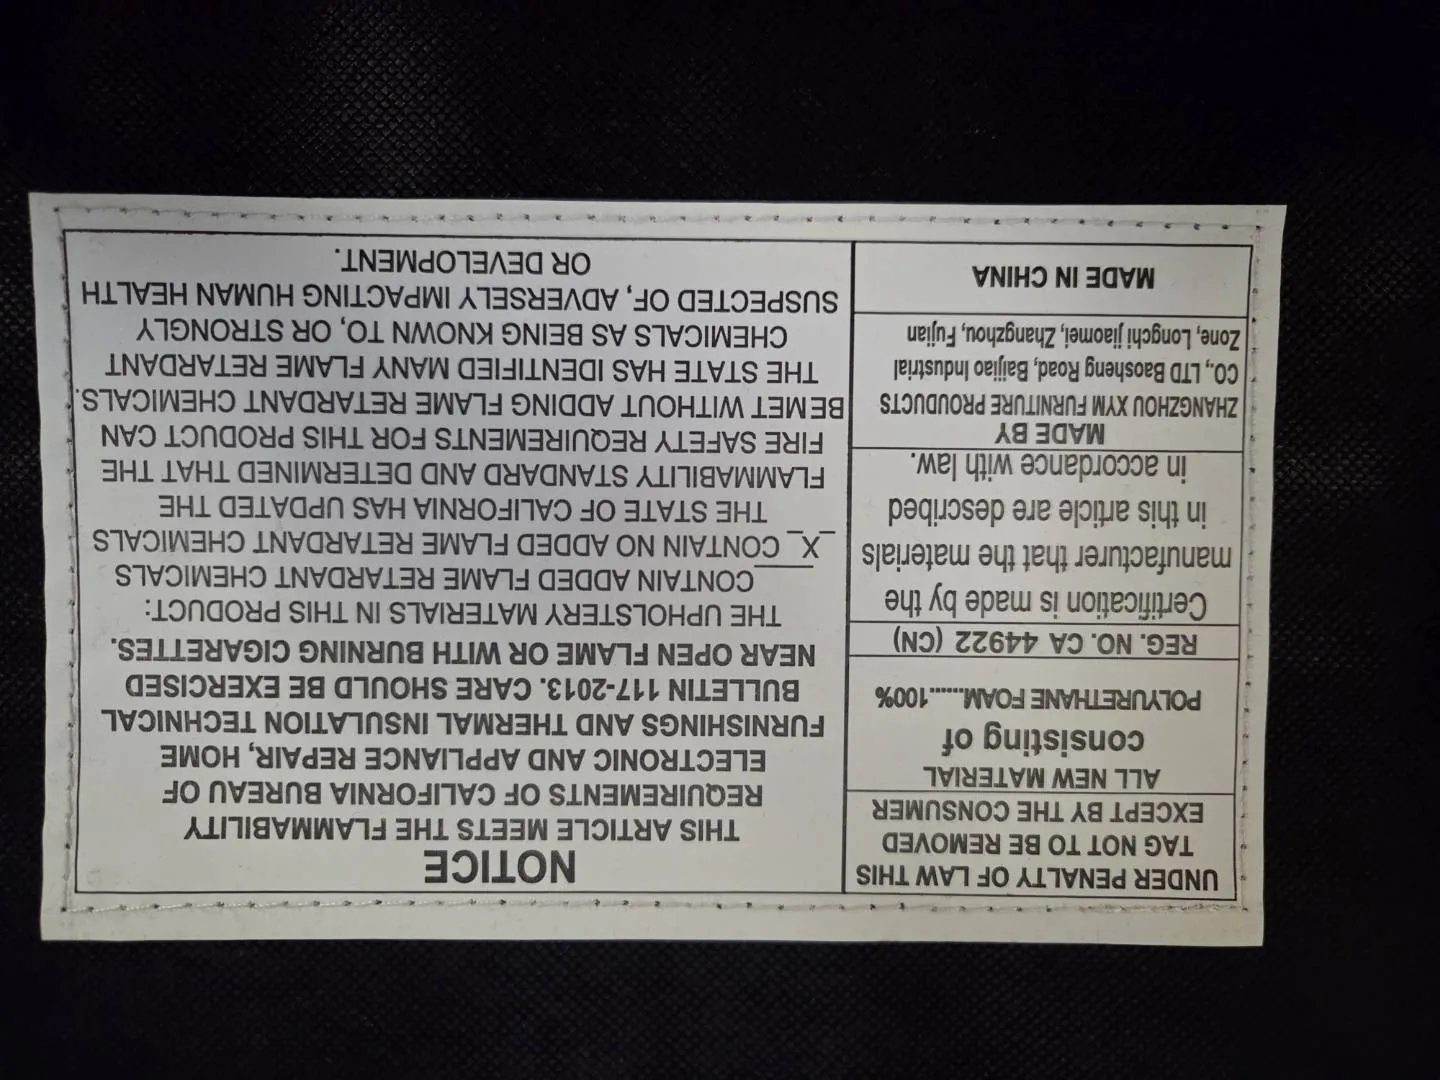 UNDER PENALTY OF LAW THIS
TAG NOT TO BE REMOVED
EXCEPT BY THE CONSUMER
ALL NEW MATERIAL
consisting of
POLYURETHANE FOAM.......100%
REG. NO. CA 44922 (CN)
Certification is made by the
manufacturer that the materials
in this article are described
in accordance with law.
MADE BY
ZHANGZHOU XYM FURNITURE PROUDUCTS
CO., LTD Baosheng Road, Baijiao Industrial
Zone, Longchi jiaomei, Zhangzhou, Fujian
MADE IN CHINA
NOTICE
THIS ARTICLE MEETS THE FLAMMABILITY
REQUIREMENTS OF CALIFORNIA BUREAU OF
ELECTRONIC AND APPLIANCE REPAIR, HOME
FURNISHINGS AND THERMAL INSULATION TECHNICAL
BULLETIN 117-2013. CARE SHOULD BE EXERCISED
NEAR OPEN FLAME OR WITH BURNING CIGARETTES.
THE UPHOLSTERY MATERIALS IN THIS PRODUCT:
____CONTAIN ADDED FLAME RETARDANT CHEMICALS
_X_CONTAIN NO ADDED FLAME RETARDANT CHEMICALS
THE STATE OF CALIFORNIA HAS UPDATED THE
FLAMMABILITY STANDARD AND DETERMINED THAT THE
FIRE SAFETY REQUIREMENTS FOR THIS PRODUCT CAN
BE MET WITHOUT ADDING FLAME RETARDANT CHEMICALS.
THE STATE HAS IDENTIFIED MANY FLAME RETARDANT
CHEMICALS AS BEING KNOWN TO, OR STRONGLY
SUSPECTED OF, ADVERSELY IMPACTING HUMAN HEALTH
OR DEVELOPMENT.